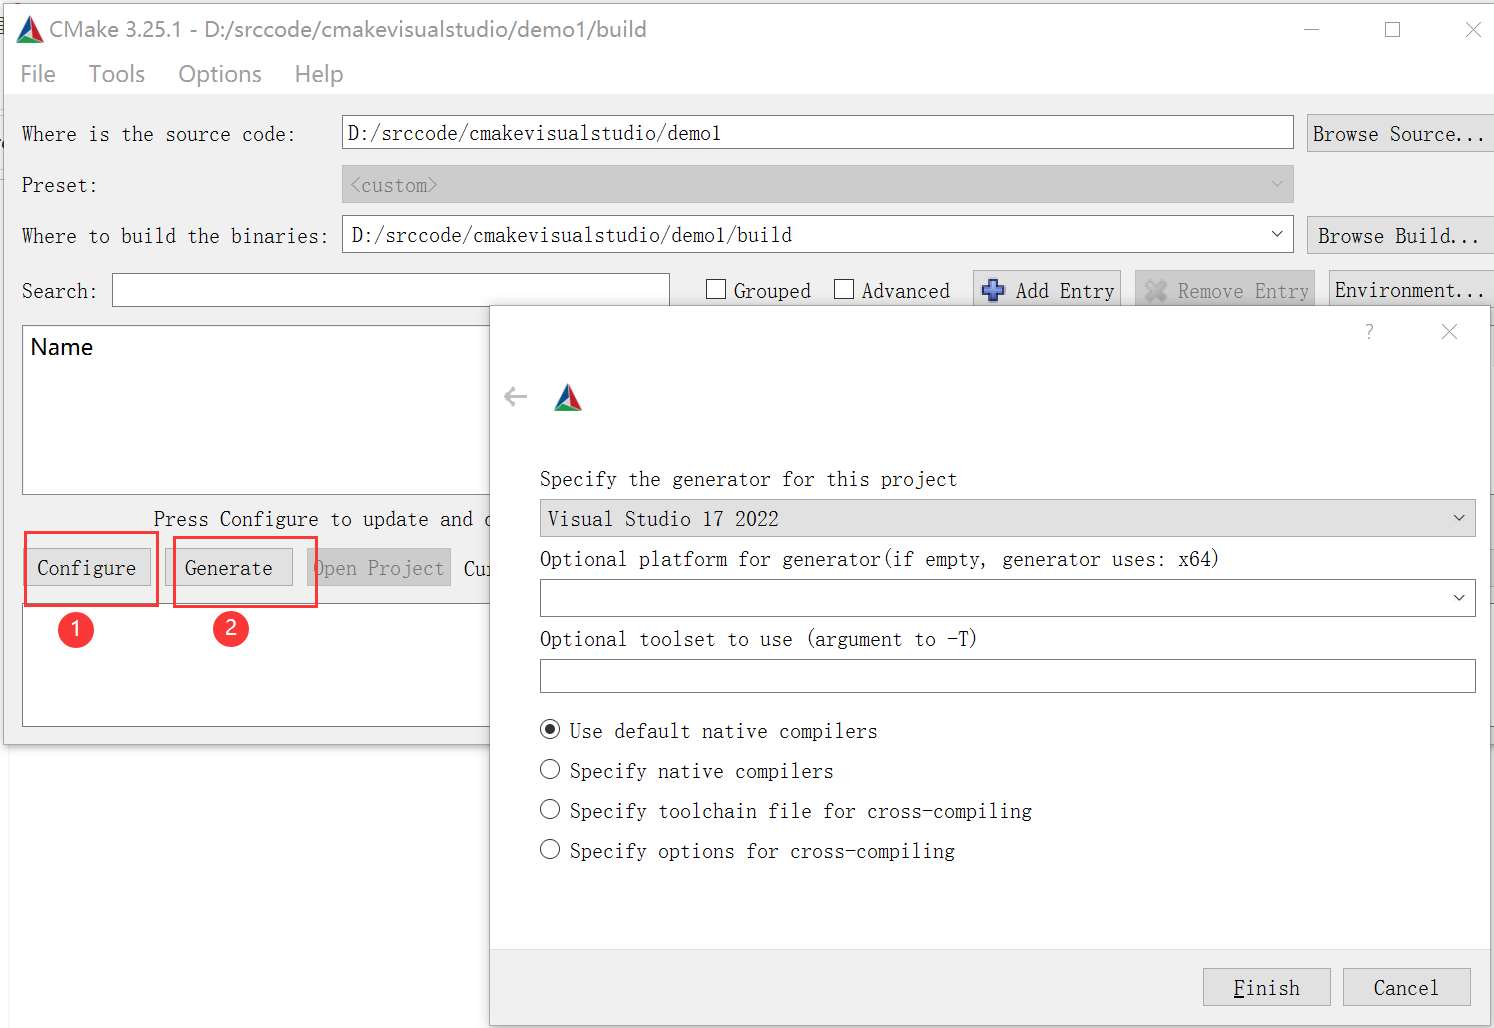 CMake 3.25.1 - D:/srccode/cmakevisualstudio/demo1/build
File Tools Options Help
Where is the source code: D:/srccode/cmakevisualstudio/demo1 Browse Source...
Preset: <custom>
Where to build the binaries: D:/srccode/cmakevisualstudio/demo1/build Browse Build...
Search: Grouped Advanced Add Entry Remove Entry Environment...
Name
Press Configure to update and
Configure Generate Open Project Cur
1 2
?
Specify the generator for this project
Visual Studio 17 2022
Optional platform for generator(if empty, generator uses: x64)
Optional toolset to use (argument to -T)
Use default native compilers
Specify native compilers
Specify toolchain file for cross-compiling
Specify options for cross-compiling
Finish Cancel